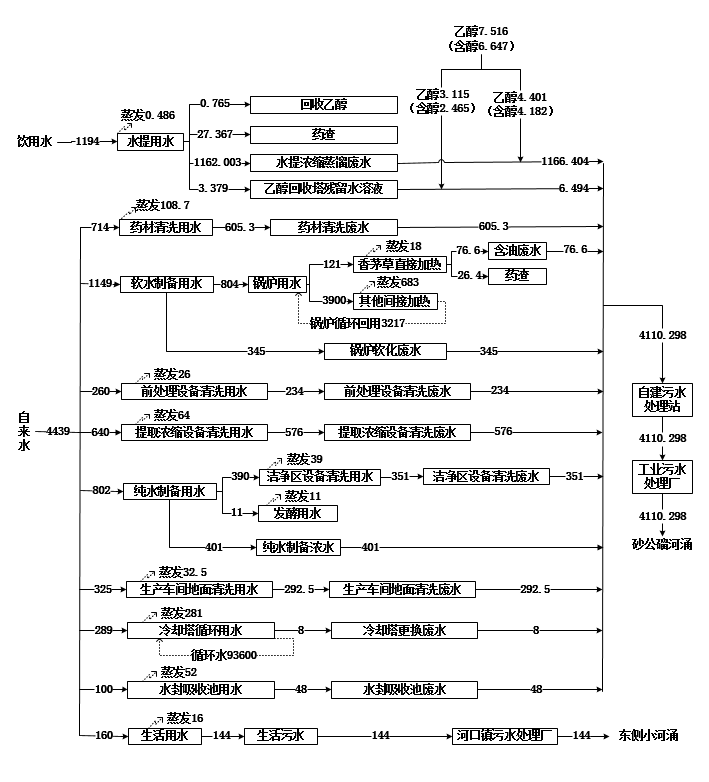 乙醇7.516
（含醇6.647）
乙醇3.115
（含醇2.465）
乙醇4.401
（含醇4.182）
蒸发0.486
饮用水
1194
水提用水
0.765
回收乙醇
27.367
药查
1162.003
水提浓缩蒸馏废水
1166.404
3.379
乙醇回收塔残留水溶液
6.494
蒸发108.7
714
药材清洗用水
605.3
药材清洗废水
605.3
1149
软水制备用水
804
锅炉用水
121
蒸发18
香茅草直接加热
76.6
含油废水
76.6
26.4
药查
3900
蒸发683
其他间接加热
锅炉循环回用3217
345
锅炉软化废水
345
自来水
4439
蒸发26
260
前处理设备清洗用水
234
前处理设备清洗废水
234
蒸发64
640
提取浓缩设备清洗用水
576
提取浓缩设备清洗废水
576
802
纯水制备用水
390
蒸发39
洁净区设备清洗用水
351
洁净区设备清洗废水
351
11
蒸发11
发酵用水
401
纯水制备浓水
401
蒸发32.5
325
生产车间地面清洗用水
292.5
生产车间地面清洗废水
292.5
蒸发281
289
冷却塔循环用水
8
冷却塔更换废水
8
循环水93600
蒸发52
100
水封吸收池用水
48
水封吸收池废水
48
蒸发16
160
生活用水
144
生活污水
144
河口镇污水处理厂
144
东侧小河涌
4110.298
自建污水
处理站
4110.298
工业污水
处理厂
4110.298
砂公碯河涌